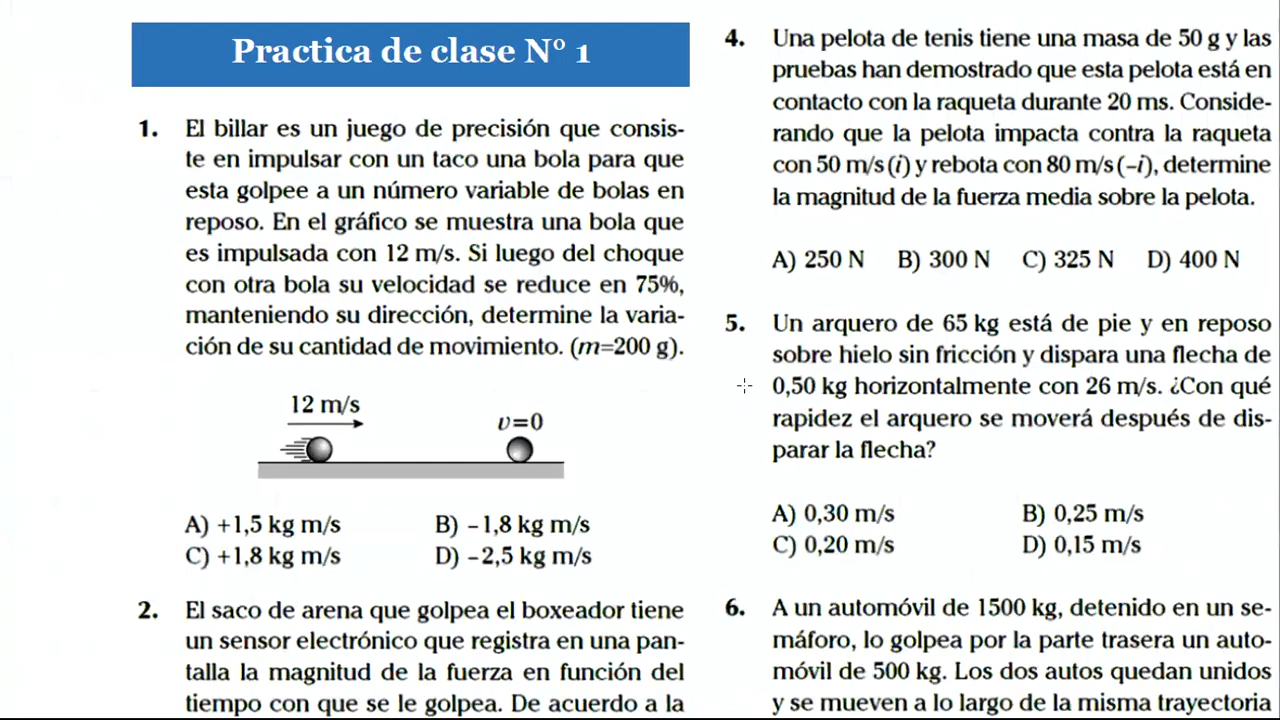 Practica de clase N° 1
1. El billar es un juego de precisión que consis-
te en impulsar con un taco una bola para que
esta golpee a un número variable de bolas en
reposo. En el gráfico se muestra una bola que
es impulsada con 12 m/s. Si luego del choque
con otra bola su velocidad se reduce en 75%,
manteniendo su dirección, determine la varia-
ción de su cantidad de movimiento. (m=200 g).
12 m/s
v=0
A) +1,5 kg m/s B) –1,8 kg m/s
C) +1,8 kg m/s D) –2,5 kg m/s
2. El saco de arena que golpea el boxeador tiene
un sensor electrónico que registra en una pan-
talla la magnitud de la fuerza en función del
tiempo con que se le golpea. De acuerdo a la
4. Una pelota de tenis tiene una masa de 50 g y las
pruebas han demostrado que esta pelota está en
contacto con la raqueta durante 20 ms. Conside-
rando que la pelota impacta contra la raqueta
con 50 m/s (i) y rebota con 80 m/s (–i), determine
la magnitud de la fuerza media sobre la pelota.
A) 250 N B) 300 N C) 325 N D) 400 N
5. Un arquero de 65 kg está de pie y en reposo
sobre hielo sin fricción y dispara una flecha de
0,50 kg horizontalmente con 26 m/s. ¿Con qué
rapidez el arquero se moverá después de dis-
parar la flecha?
A) 0,30 m/s B) 0,25 m/s
C) 0,20 m/s D) 0,15 m/s
6. A un automóvil de 1500 kg, detenido en un se-
máforo, lo golpea por la parte trasera un auto-
móvil de 500 kg. Los dos autos quedan unidos
y se mueven a lo largo de la misma trayectoria